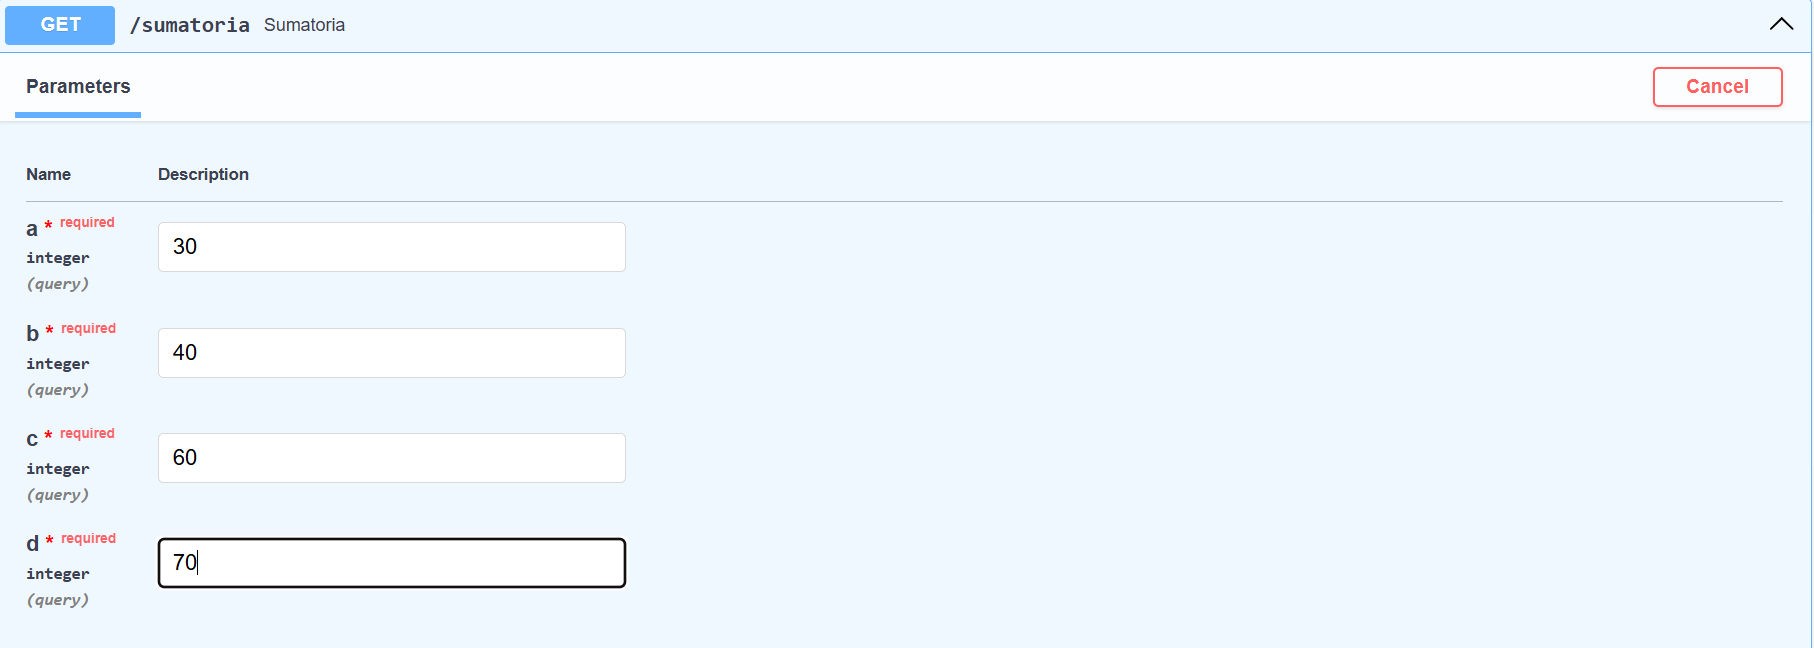 GET /sumatoria Sumatoria
Parameters
Cancel
Name Description
a * required
integer
(query)
30
b * required
integer
(query)
40
c * required
integer
(query)
60
d * required
integer
(query)
70